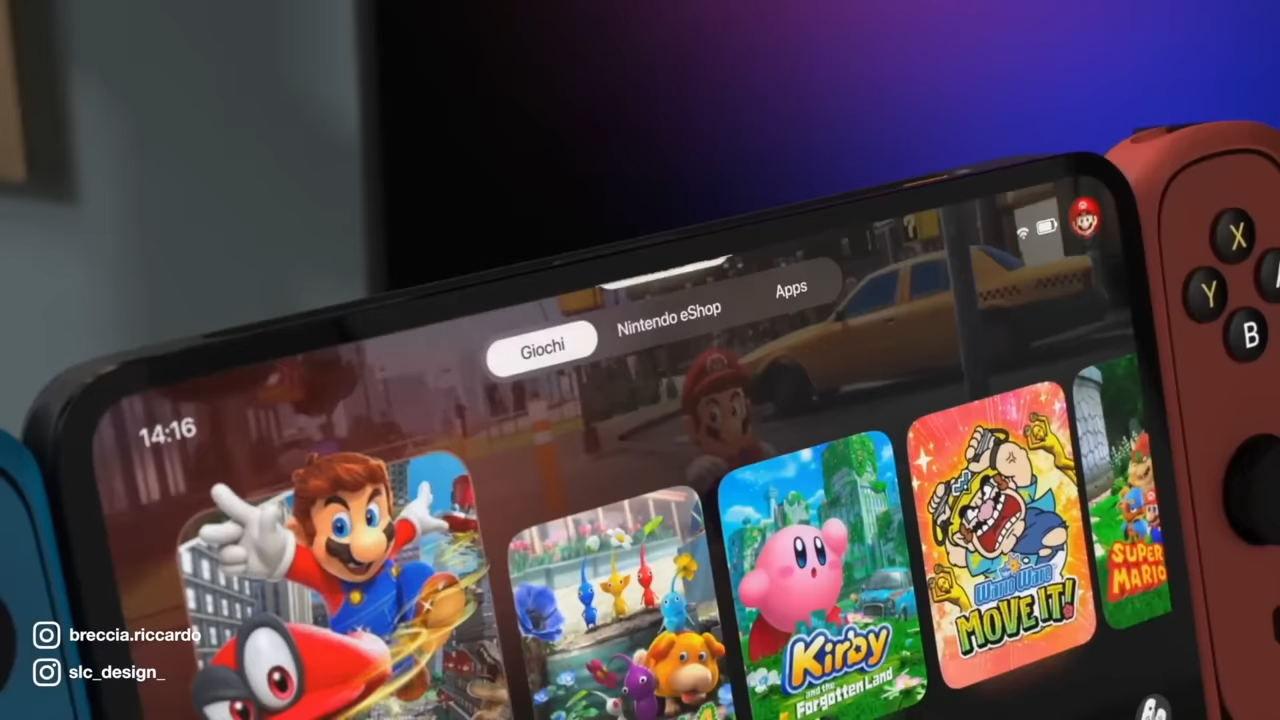 14:16
Giochi
Nintendo eShop
Apps
X
Y
B
Kirby
and the
Forgotten Land
WarioWare
MOVE IT!
SUPER
MARIO
breccia.riccardo
slc_design_